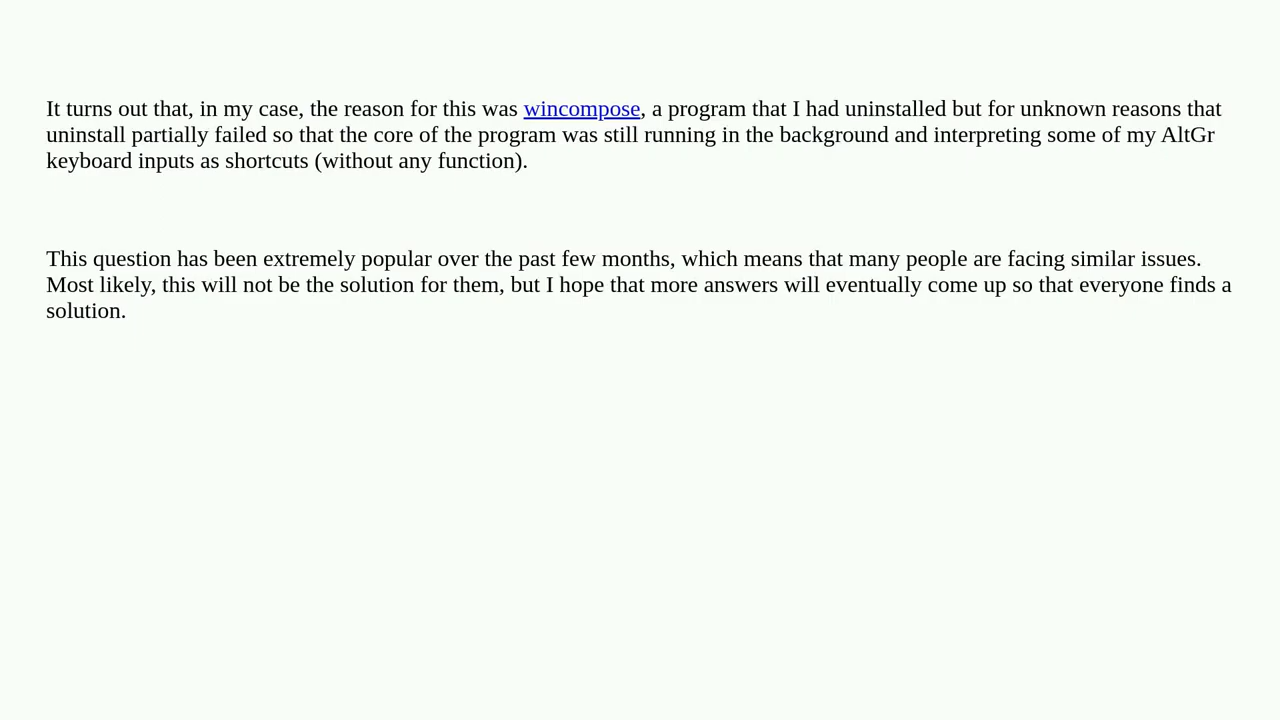 It turns out that, in my case, the reason for this was wincompose, a program that I had uninstalled but for unknown reasons that
uninstall partially failed so that the core of the program was still running in the background and interpreting some of my AltGr
keyboard inputs as shortcuts (without any function).
This question has been extremely popular over the past few months, which means that many people are facing similar issues.
Most likely, this will not be the solution for them, but I hope that more answers will eventually come up so that everyone finds a
solution.